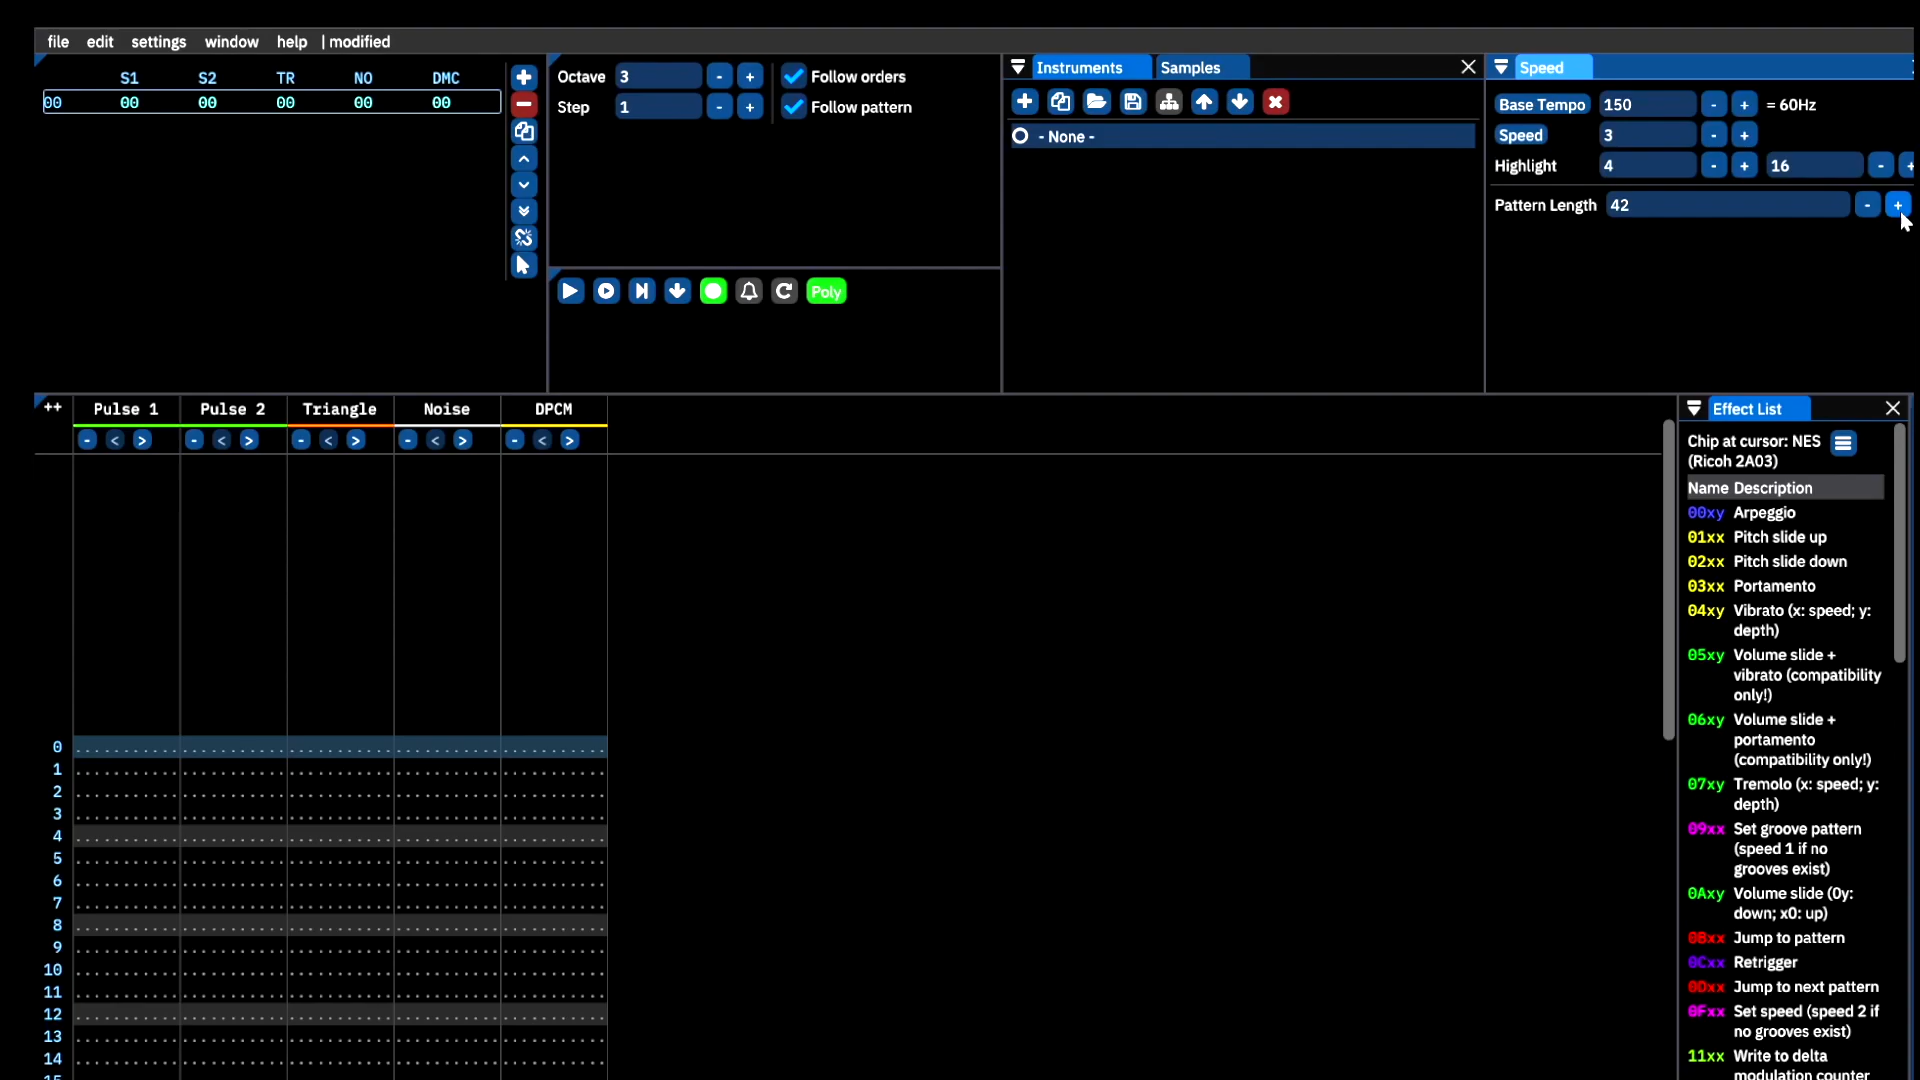 file edit settings window help | modified
S1 S2 TR NO DMC
00 00 00 00 00 00
Octave 3 - +
Step 1 - +
Follow orders
Follow pattern
Poly
Instruments Samples
- None -
Speed
Base Tempo 150 - + = 60Hz
Speed 3 - +
Highlight 4 - + 16 - +
Pattern Length 42 - +
++ Pulse 1 Pulse 2 Triangle Noise DPCM
- < > - < > - < > - < > - < >
0
1
2
3
4
5
6
7
8
9
10
11
12
13
14
15
Effect List
Chip at cursor: NES
(Ricoh 2A03)
Name Description
00xy Arpeggio
01xx Pitch slide up
02xx Pitch slide down
03xx Portamento
04xy Vibrato (x: speed; y:
depth)
05xy Volume slide +
vibrato (compatibility
only!)
06xy Volume slide +
portamento
(compatibility only!)
07xy Tremolo (x: speed; y:
depth)
09xx Set groove pattern
(speed 1 if no
grooves exist)
0Axy Volume slide (0y:
down; x0: up)
0Bxx Jump to pattern
0Cxx Retrigger
0Dxx Jump to next pattern
0Fxx Set speed (speed 2 if
no grooves exist)
11xx Write to delta
modulation counter